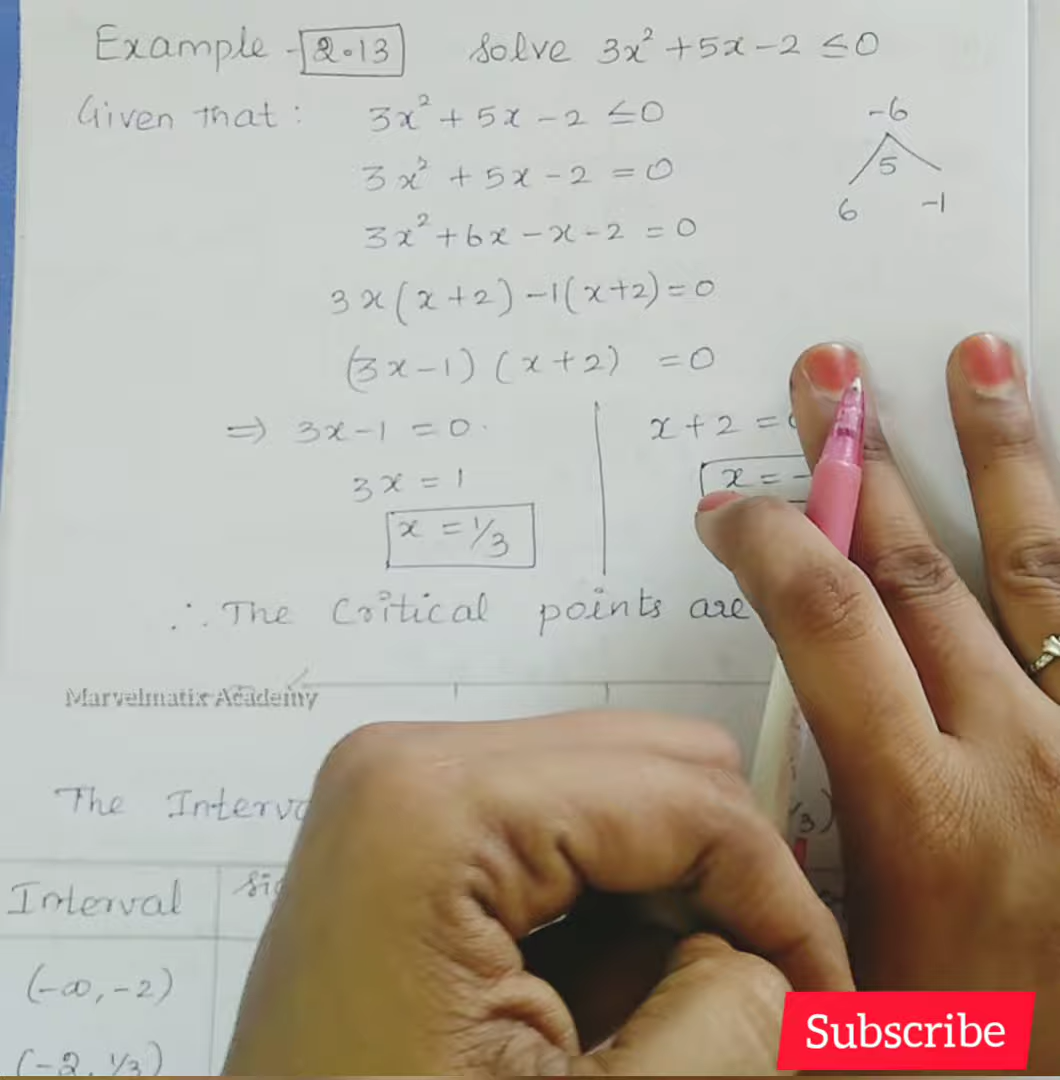 Example - 2.13 Solve 3x² + 5x - 2 ≤ 0
Given that : 3x² + 5x - 2 ≤ 0
-6
3x² + 5x - 2 = 0
5
3x² + 6x - x - 2 = 0
6 -1
3x(x+2) -1(x+2) = 0
(3x-1) (x+2) = 0
⇒ 3x-1 = 0.
x+2 =
3x = 1
x = -
x = 1/3
∴ The Critical points are
Marvelmatix Academy
The
/3)
Interval
(-∞, -2)
(-2, 1/3)
Subscribe